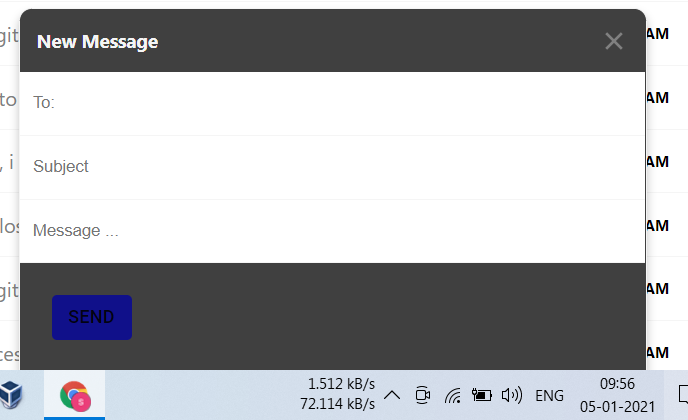 New Message
AM
git
To:
to
AM
Subject
, i
AM
Message ...
los
AM
git
AM
SEND
ces
AM
1.512 kB/s
72.114 kB/s
ENG
09:56
05-01-2021
S